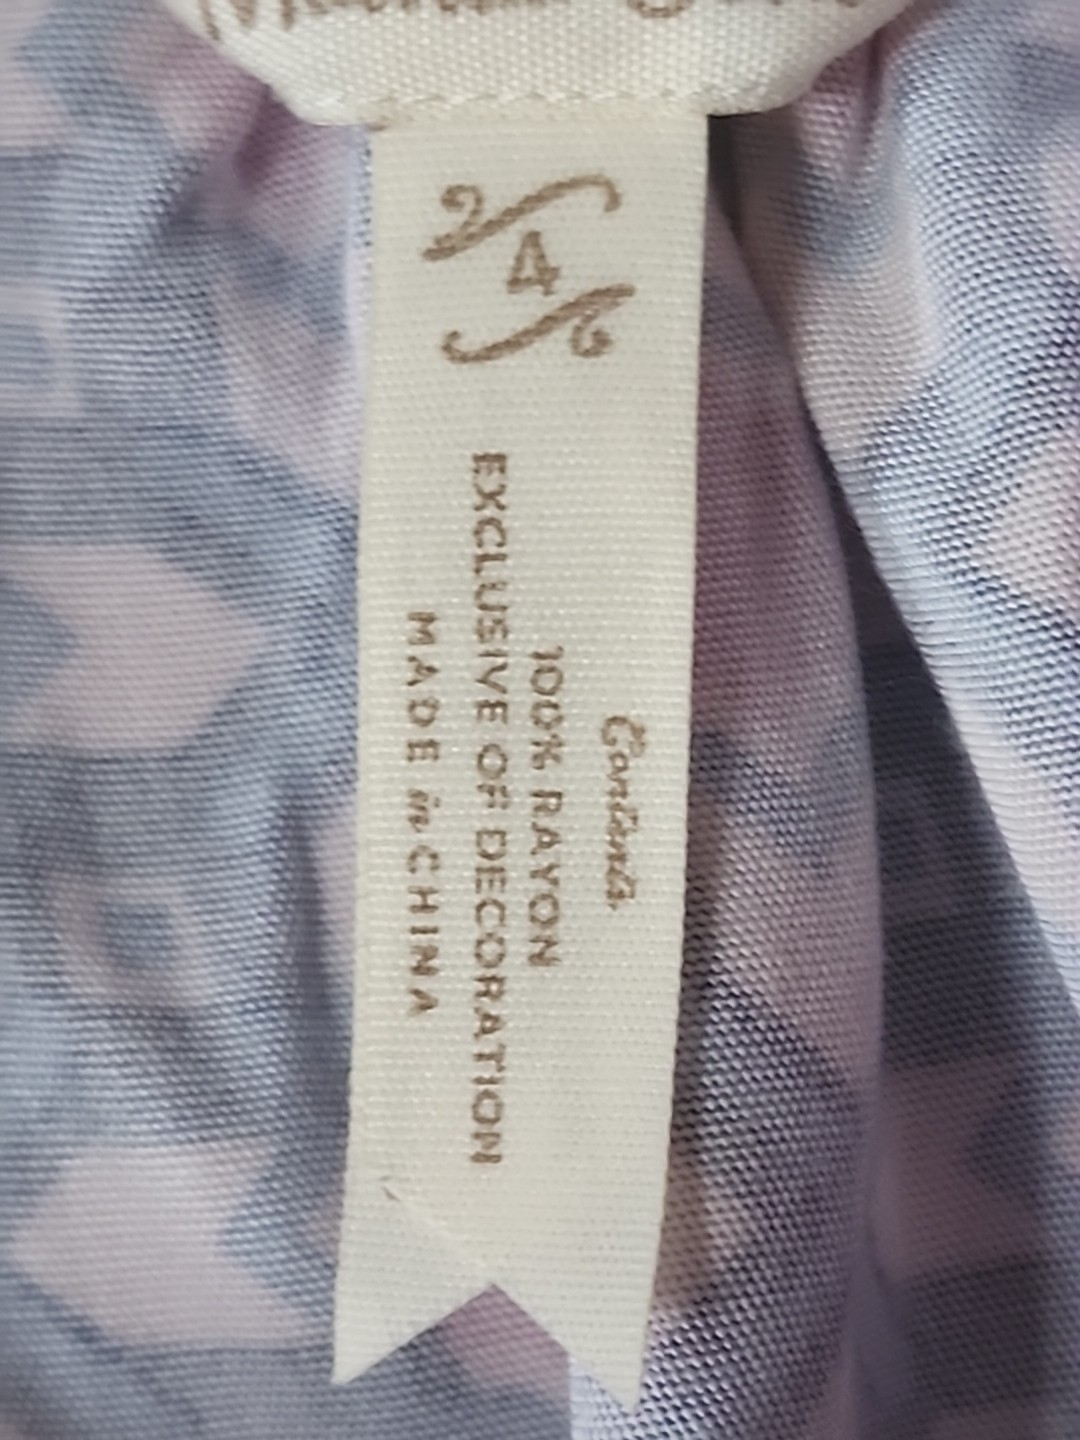 4
Contents
100% RAYON
EXCLUSIVE OF DECORATION
MADE in CHINA